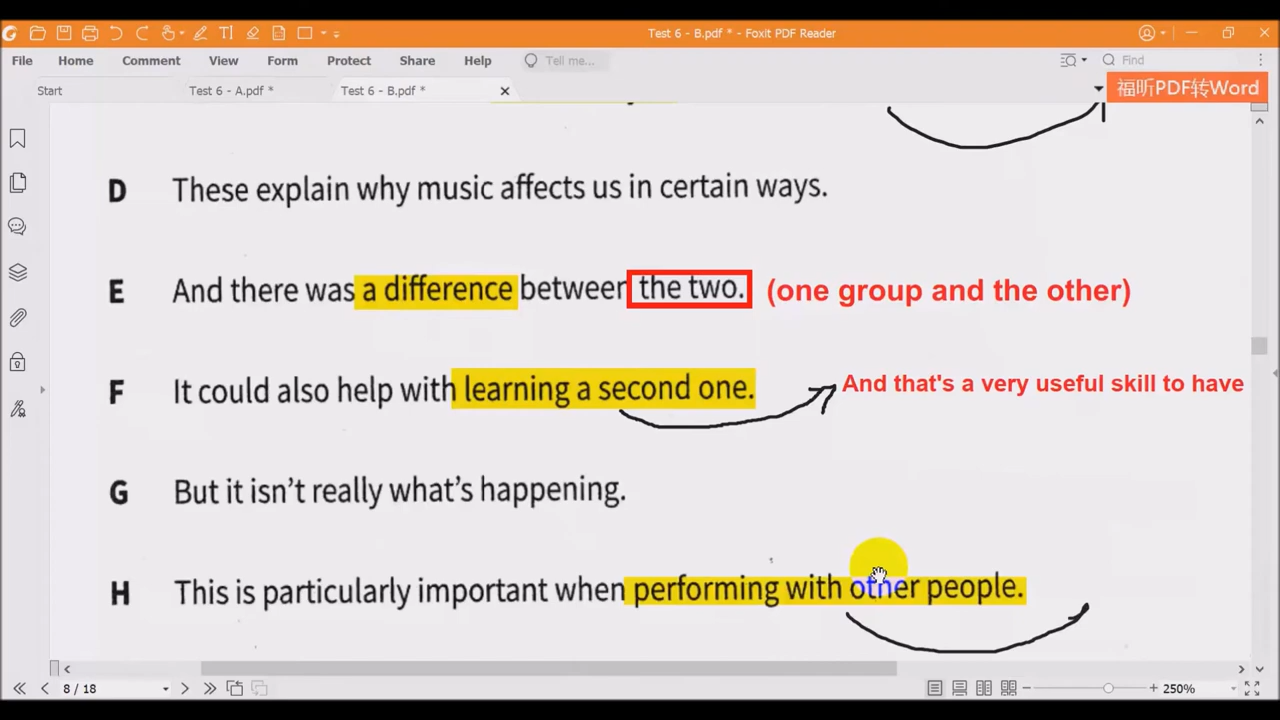 Test 6 - B.pdf * - Foxit PDF Reader
File Home Comment View Form Protect Share Help Tell me... Find
Start Test 6 - A.pdf * Test 6 - B.pdf * 福昕PDF转Word
D These explain why music affects us in certain ways.
E And there was a difference between the two. (one group and the other)
F It could also help with learning a second one. And that's a very useful skill to have
G But it isn't really what's happening.
H This is particularly important when performing with other people.
8 / 18 250%